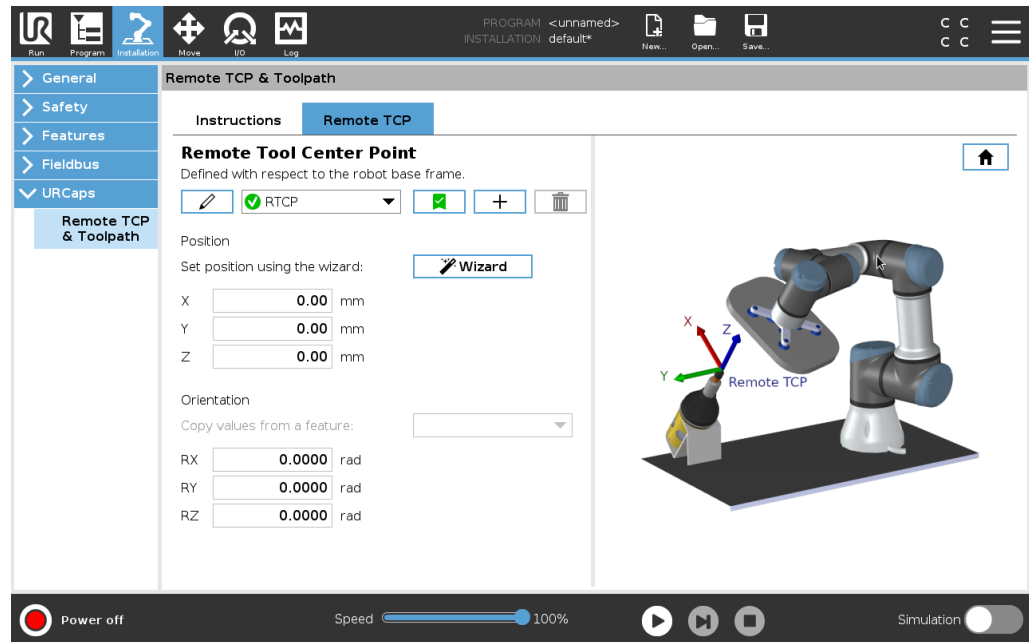 PROGRAM <unnamed>
INSTALLATION default*
UR
Run Program Installation Move I/O Log New... Open... Save...
C C
C C
General
Safety
Features
Fieldbus
URCaps
Remote TCP
& Toolpath
Remote TCP & Toolpath
Instructions Remote TCP
Remote Tool Center Point
Defined with respect to the robot base frame.
RTCP
Position
Set position using the wizard: Wizard
X 0.00 mm
Y 0.00 mm
Z 0.00 mm
Orientation
Copy values from a feature:
RX 0.0000 rad
RY 0.0000 rad
RZ 0.0000 rad
X
Z
Y
Remote TCP
Power off Speed 100% Simulation